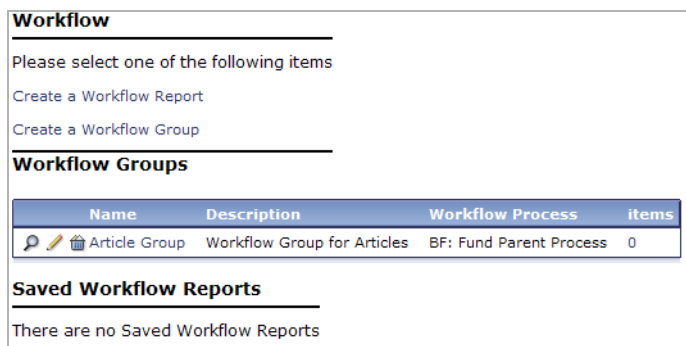 Workflow
Please select one of the following items
Create a Workflow Report
Create a Workflow Group
Workflow Groups
Name Description Workflow Process items
Article Group Workflow Group for Articles BF: Fund Parent Process 0
Saved Workflow Reports
There are no Saved Workflow Reports